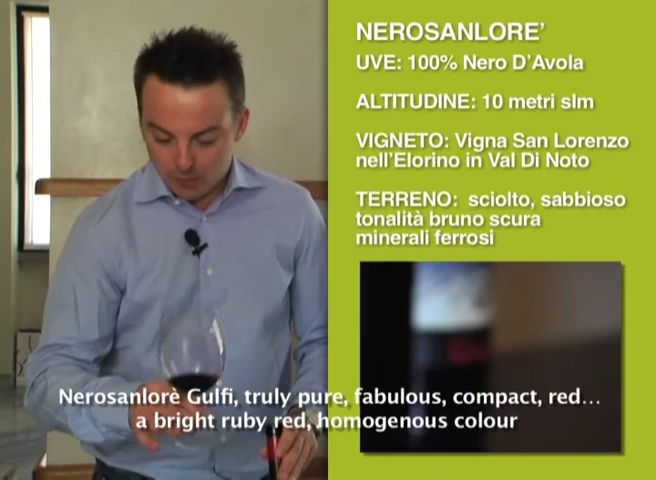 NEROSANLORE'
UVE: 100% Nero D'Avola
ALTITUDINE: 10 metri slm
VIGNETO: Vigna San Lorenzo
nell'Elorino in Val Di Noto
TERRENO: sciolto, sabbioso
tonalità bruno scura
minerali ferrosi
Nerosanlorè Gulfi, truly pure, fabulous, compact, red...
a bright ruby red, homogenous colour